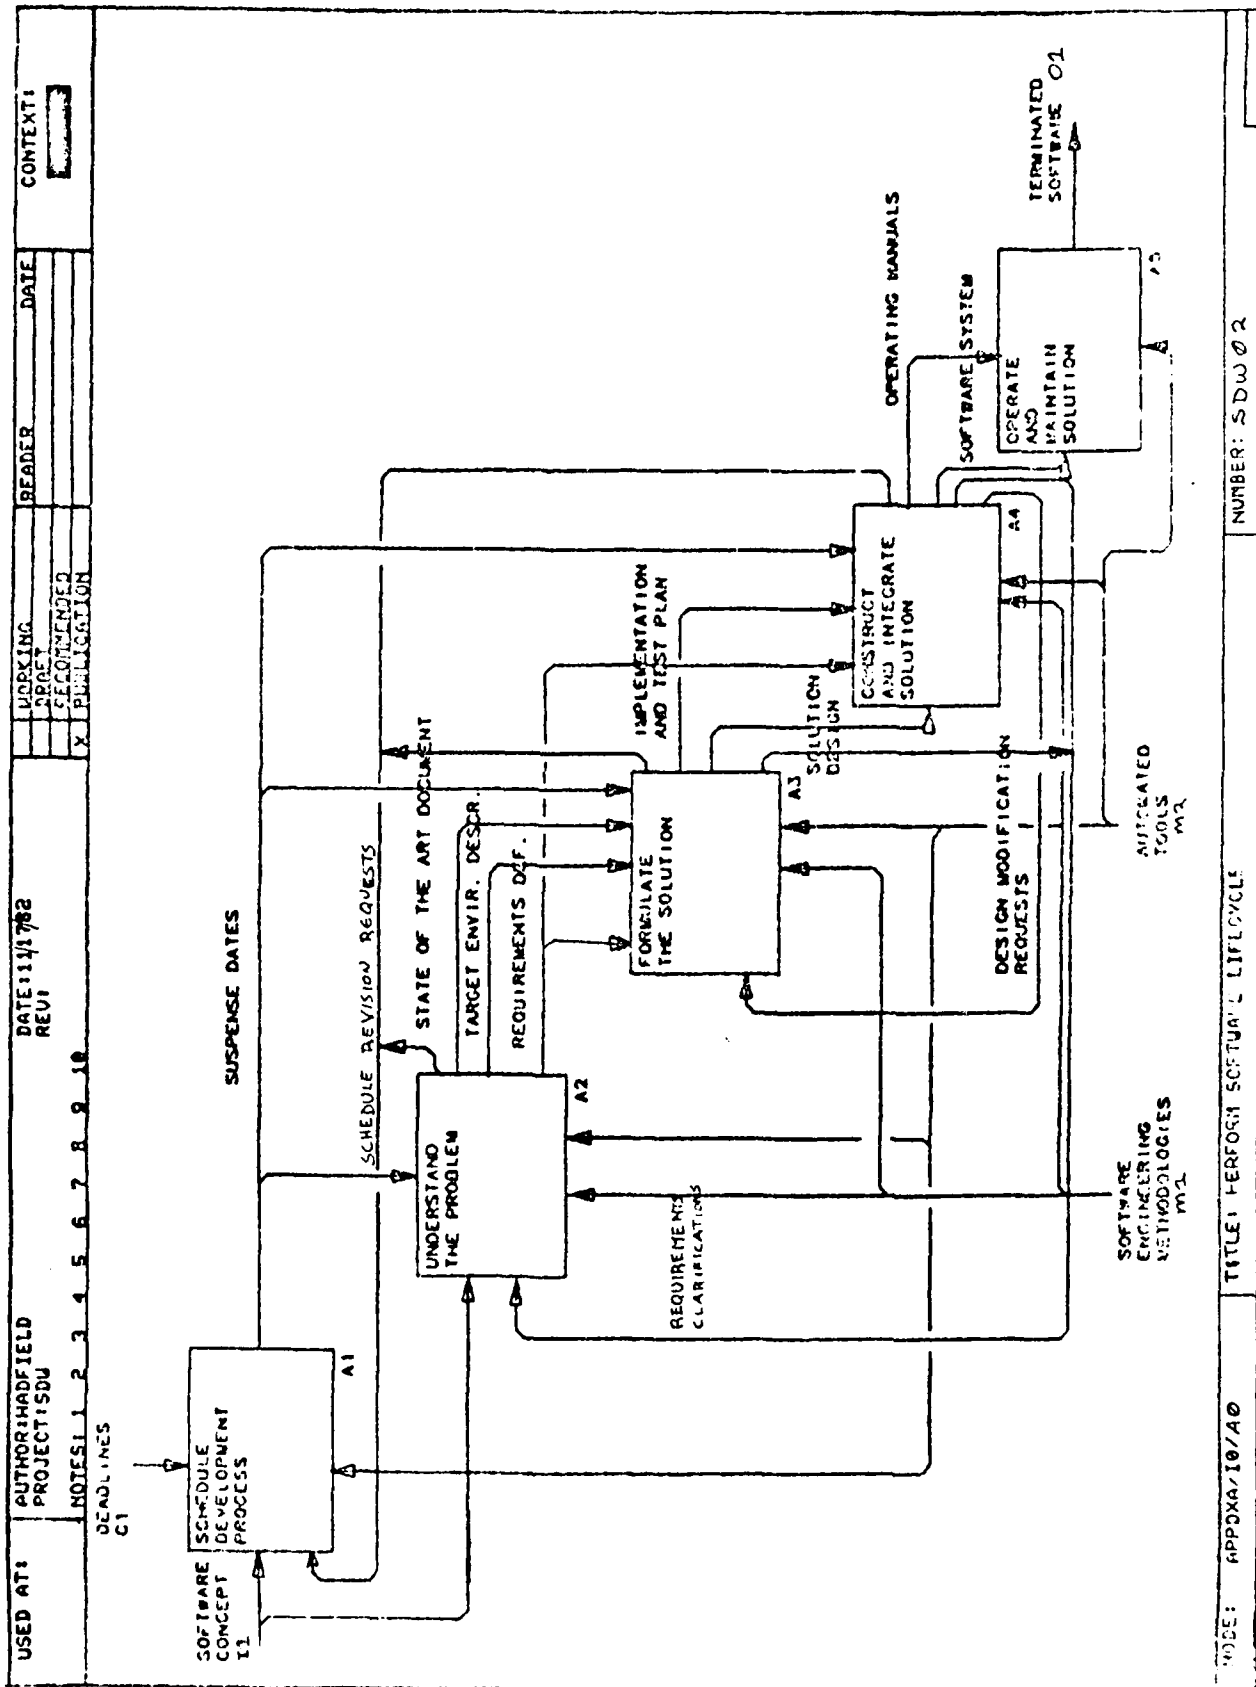 USED AT:
AUTHOR:HADFIELD
PROJECT:SDW
DATE:11/1/82
REV:
WORKING
DRAFT
RECOMMENDED
X PUBLICATION
READER
DATE
CONTEXT:
NOTES: 1 2 3 4 5 6 7 8 9 10
DEADLINES
C1
SOFTWARE
CONCEPT
I1
SCHEDULE
DEVELOPMENT
PROCESS
A1
SUSPENSE DATES
SCHEDULE REVISION REQUESTS
UNDERSTAND
THE PROBLEM
A2
STATE OF THE ART DOCUMENT
TARGET ENVIR. DESCR.
REQUIREMENTS DEF.
REQUIREMENTS
CLARIFICATIONS
FORMULATE
THE SOLUTION
A3
IMPLEMENTATION
AND TEST PLAN
SOLUTION
DESIGN
DESIGN MODIFICATION
REQUESTS
CONSTRUCT
AND INTEGRATE
SOLUTION
A4
OPERATING MANUALS
SOFTWARE SYSTEM
OPERATE
AND
MAINTAIN
SOLUTION
A5
TERMINATED
SOFTWARE O1
SOFTWARE
ENGINEERING
METHODOLOGIES
M1
AUTOMATED
TOOLS
M2
NODE: APPDXA/10/A0
TITLE: PERFORM SOFTWARE LIFECYCLE
NUMBER: SDW02